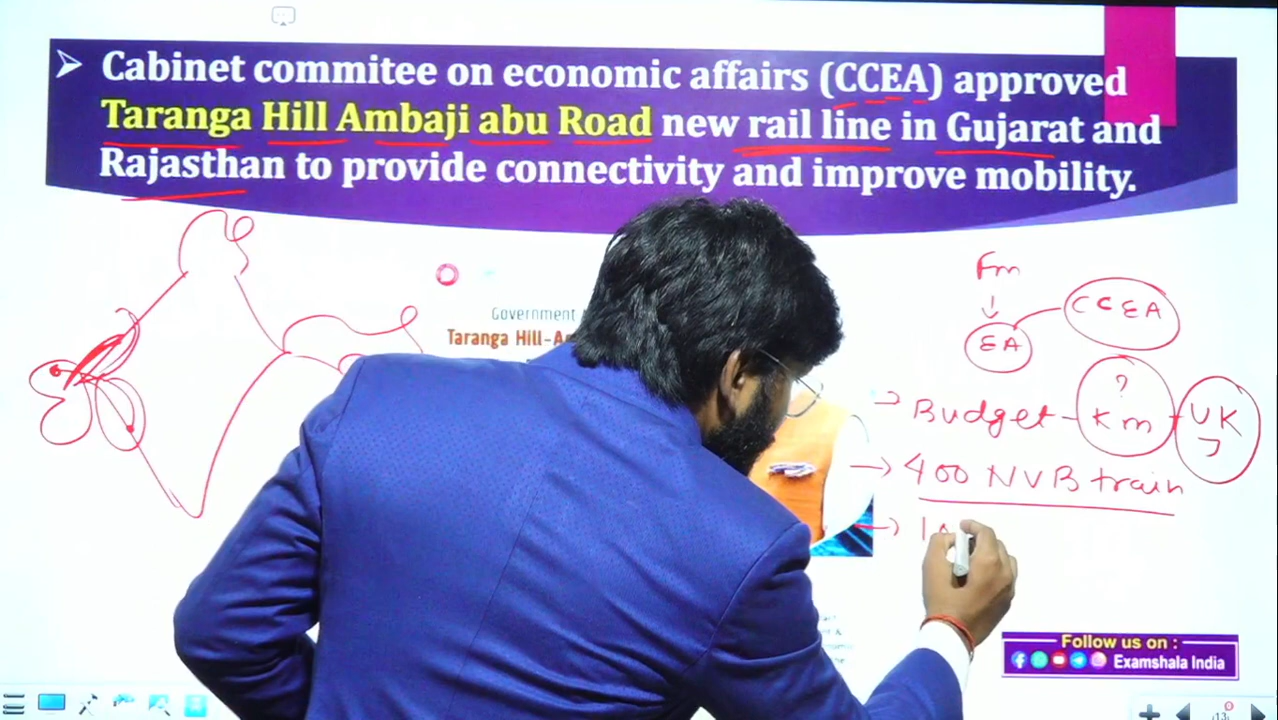 Cabinet commitee on economic affairs (CCEA) approved
Taranga Hill Ambaji abu Road new rail line in Gujarat and
Rajasthan to provide connectivity and improve mobility.
Government
Taranga Hill-A
Fm
EA
CCEA
Budget - ? Km UK
400 NVB train
Follow us on :
Examshala India
13